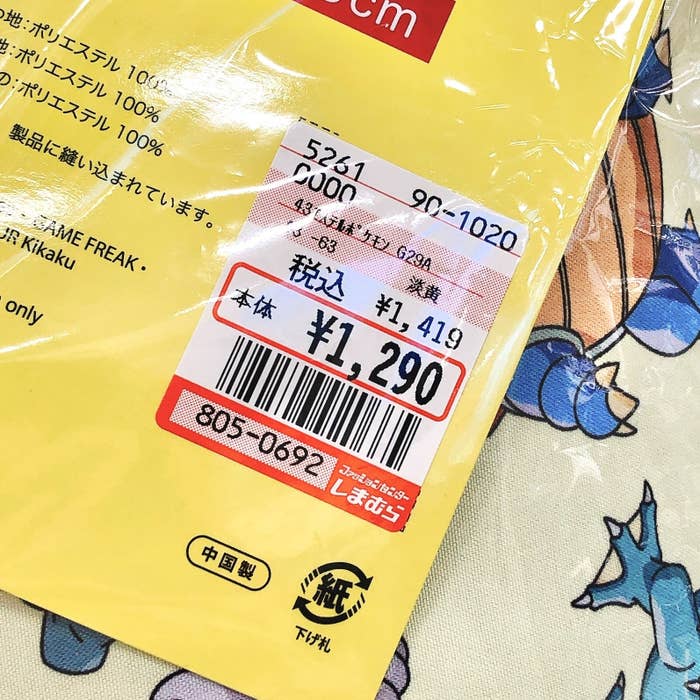 cm
の地：ポリエステル 100%
地：ポリエステル 100%
の：ポリエステル 100%
製品に縫い込まれています。
GAME FREAK・
UR Kikaku
only
5261
0000 90-1020
G29A
-63 淡黄
税込 ¥1,419
本体 ¥1,290
805-0692
ファッションセンター
しまむら
中国製
紙
下げ札